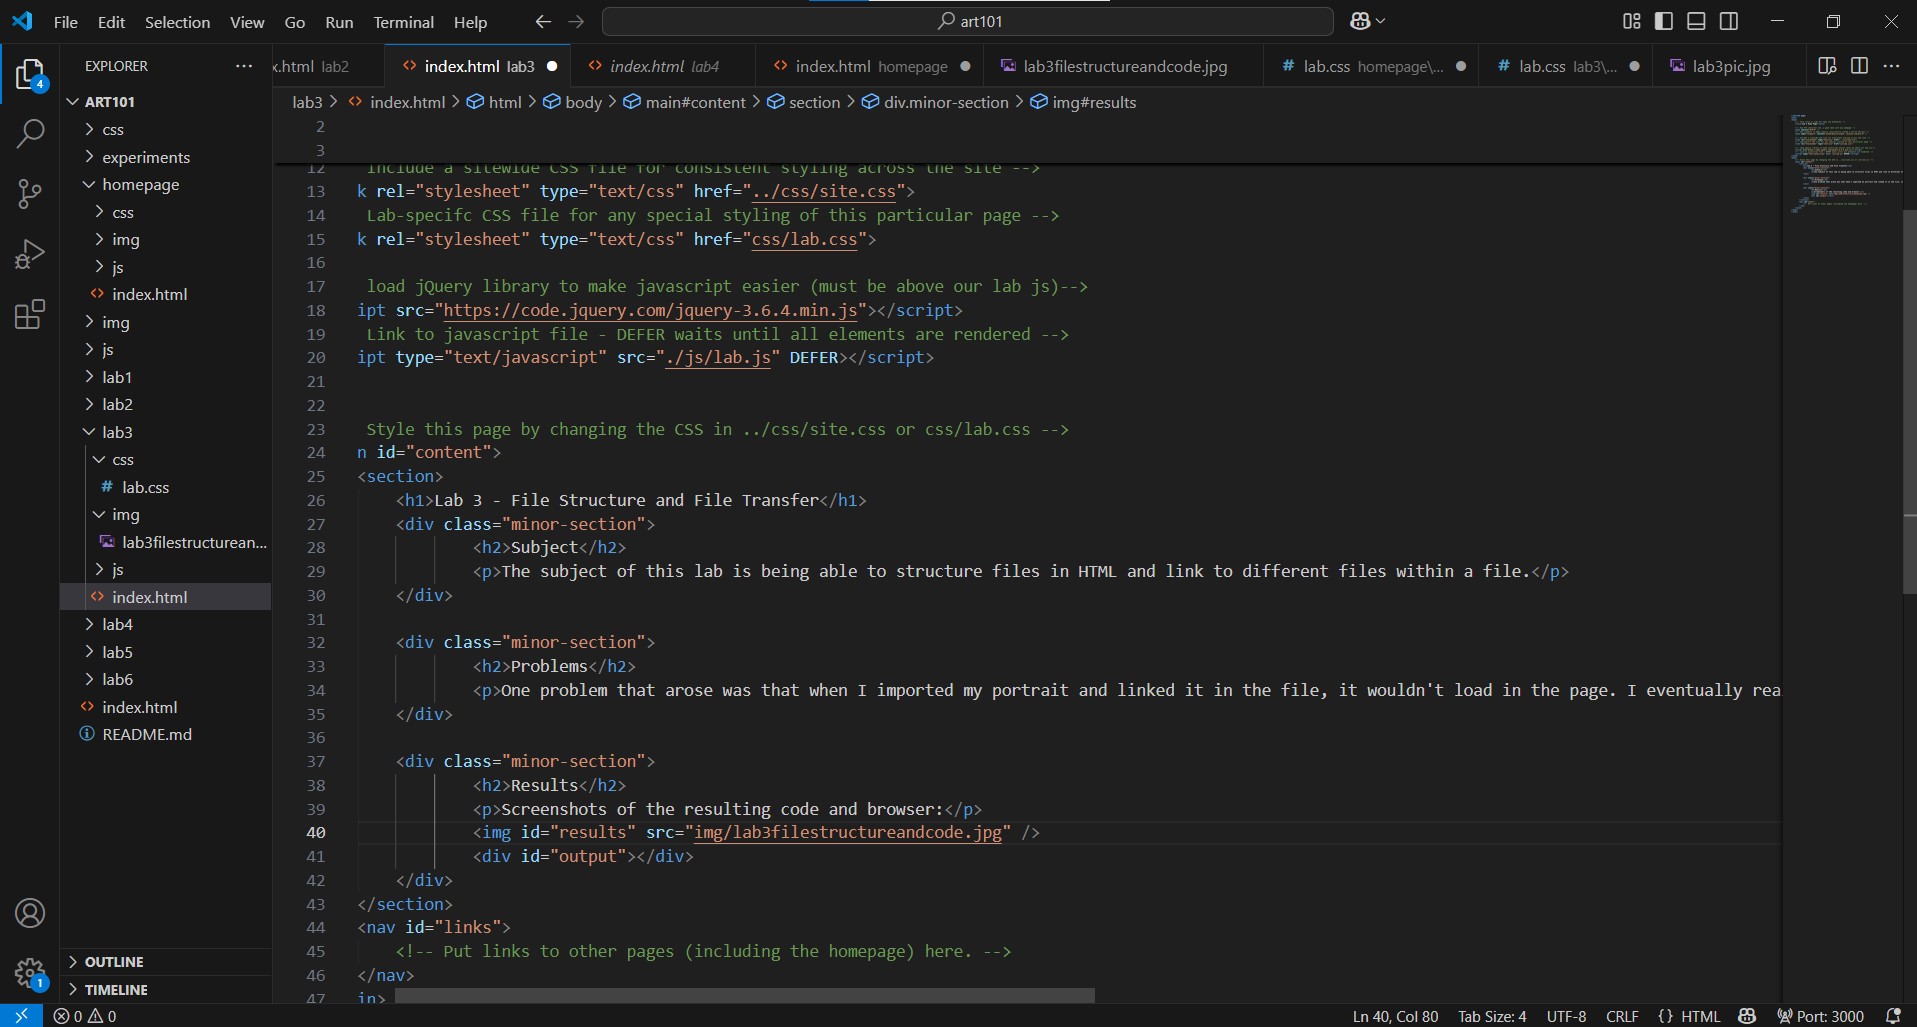 File Edit Selection View Go Run Terminal Help
art101
EXPLORER
x.html lab2
index.html lab3
index.html lab4
index.html homepage
lab3filestructureandcode.jpg
# lab.css homepage\...
# lab.css lab3\...
lab3pic.jpg
lab3 > index.html > html > body > main#content > section > div.minor-section > img#results
4
ART101
css
experiments
homepage
css
img
js
index.html
img
js
lab1
lab2
lab3
css
# lab.css
img
lab3filestructurean...
js
index.html
lab4
lab5
lab6
index.html
README.md
OUTLINE
TIMELINE
1
2
3
12 Include a sitewide CSS file for consistent styling across the site -->
13 k rel="stylesheet" type="text/css" href="../css/site.css">
14 Lab-specifc CSS file for any special styling of this particular page -->
15 k rel="stylesheet" type="text/css" href="css/lab.css">
16
17 load jQuery library to make javascript easier (must be above our lab js)-->
18 ipt src="https://code.jquery.com/jquery-3.6.4.min.js"></script>
19 Link to javascript file - DEFER waits until all elements are rendered -->
20 ipt type="text/javascript" src="./js/lab.js" DEFER></script>
21
22
23 Style this page by changing the CSS in ../css/site.css or css/lab.css -->
24 n id="content">
25 <section>
26 <h1>Lab 3 - File Structure and File Transfer</h1>
27 <div class="minor-section">
28 <h2>Subject</h2>
29 <p>The subject of this lab is being able to structure files in HTML and link to different files within a file.</p>
30 </div>
31
32 <div class="minor-section">
33 <h2>Problems</h2>
34 <p>One problem that arose was that when I imported my portrait and linked it in the file, it wouldn't load in the page. I eventually rea
35 </div>
36
37 <div class="minor-section">
38 <h2>Results</h2>
39 <p>Screenshots of the resulting code and browser:</p>
40 <img id="results" src="img/lab3filestructureandcode.jpg" />
41 <div id="output"></div>
42 </div>
43 </section>
44 <nav id="links">
45 <!-- Put links to other pages (including the homepage) here. -->
46 </nav>
47 in>
0 0
Ln 40, Col 80 Tab Size: 4 UTF-8 CRLF {} HTML Port: 3000